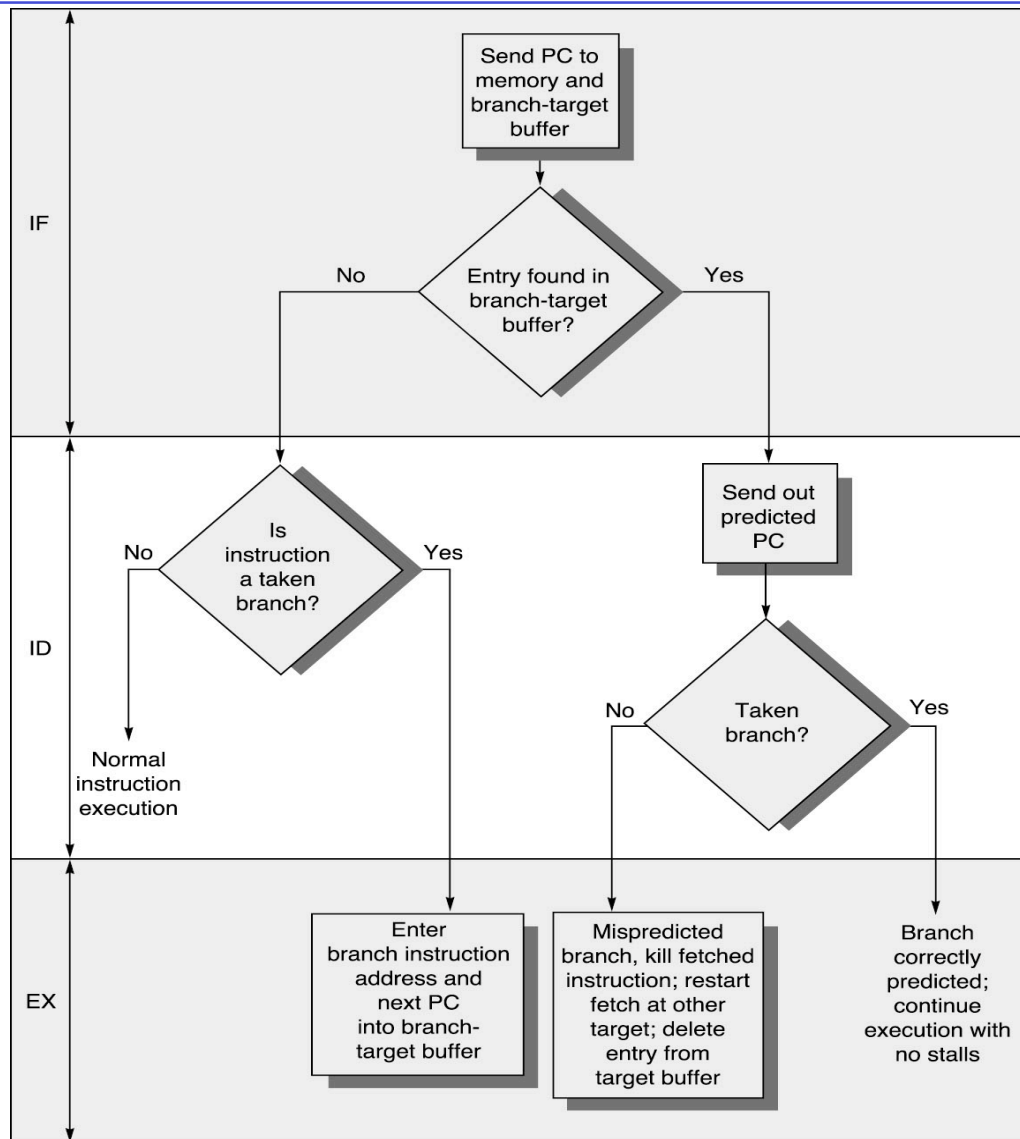 Send PC to
memory and
branch-target
buffer
IF
No
Entry found in
branch-target
buffer?
Yes
ID
No
Is
instruction
a taken
branch?
Yes
Send out
predicted
PC
No
Taken
branch?
Yes
Normal
instruction
execution
EX
Enter
branch instruction
address and
next PC
into branch-
target buffer
Mispredicted
branch, kill fetched
instruction; restart
fetch at other
target; delete
entry from
target buffer
Branch
correctly
predicted;
continue
execution with
no stalls